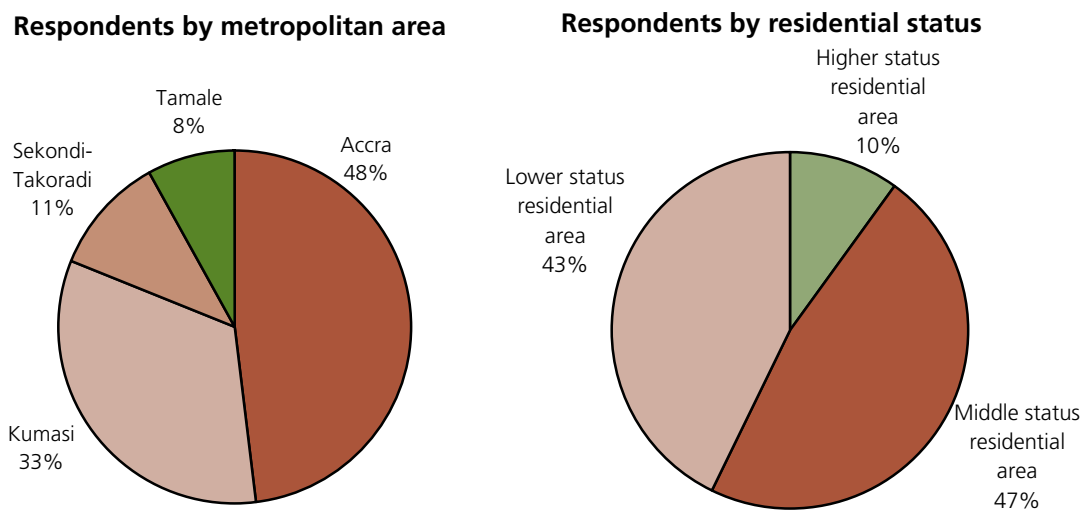 Respondents by metropolitan area
Tamale
8%
Sekondi-
Takoradi
11%
Accra
48%
Kumasi
33%
Respondents by residential status
Higher status
residential
area
10%
Lower status
residential
area
43%
Middle status
residential
area
47%